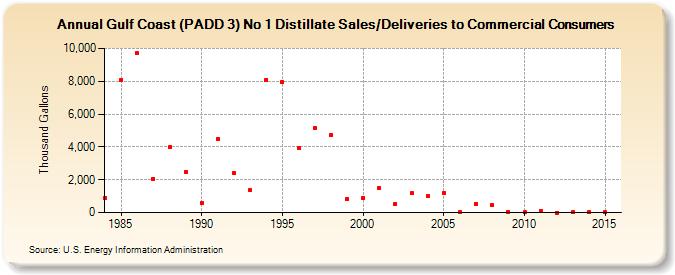 Annual Gulf Coast (PADD 3) No 1 Distillate Sales/Deliveries to Commercial Consumers
Thousand Gallons
10,000
8,000
6,000
4,000
2,000
0
1985 1990 1995 2000 2005 2010 2015
Source: U.S. Energy Information Administration